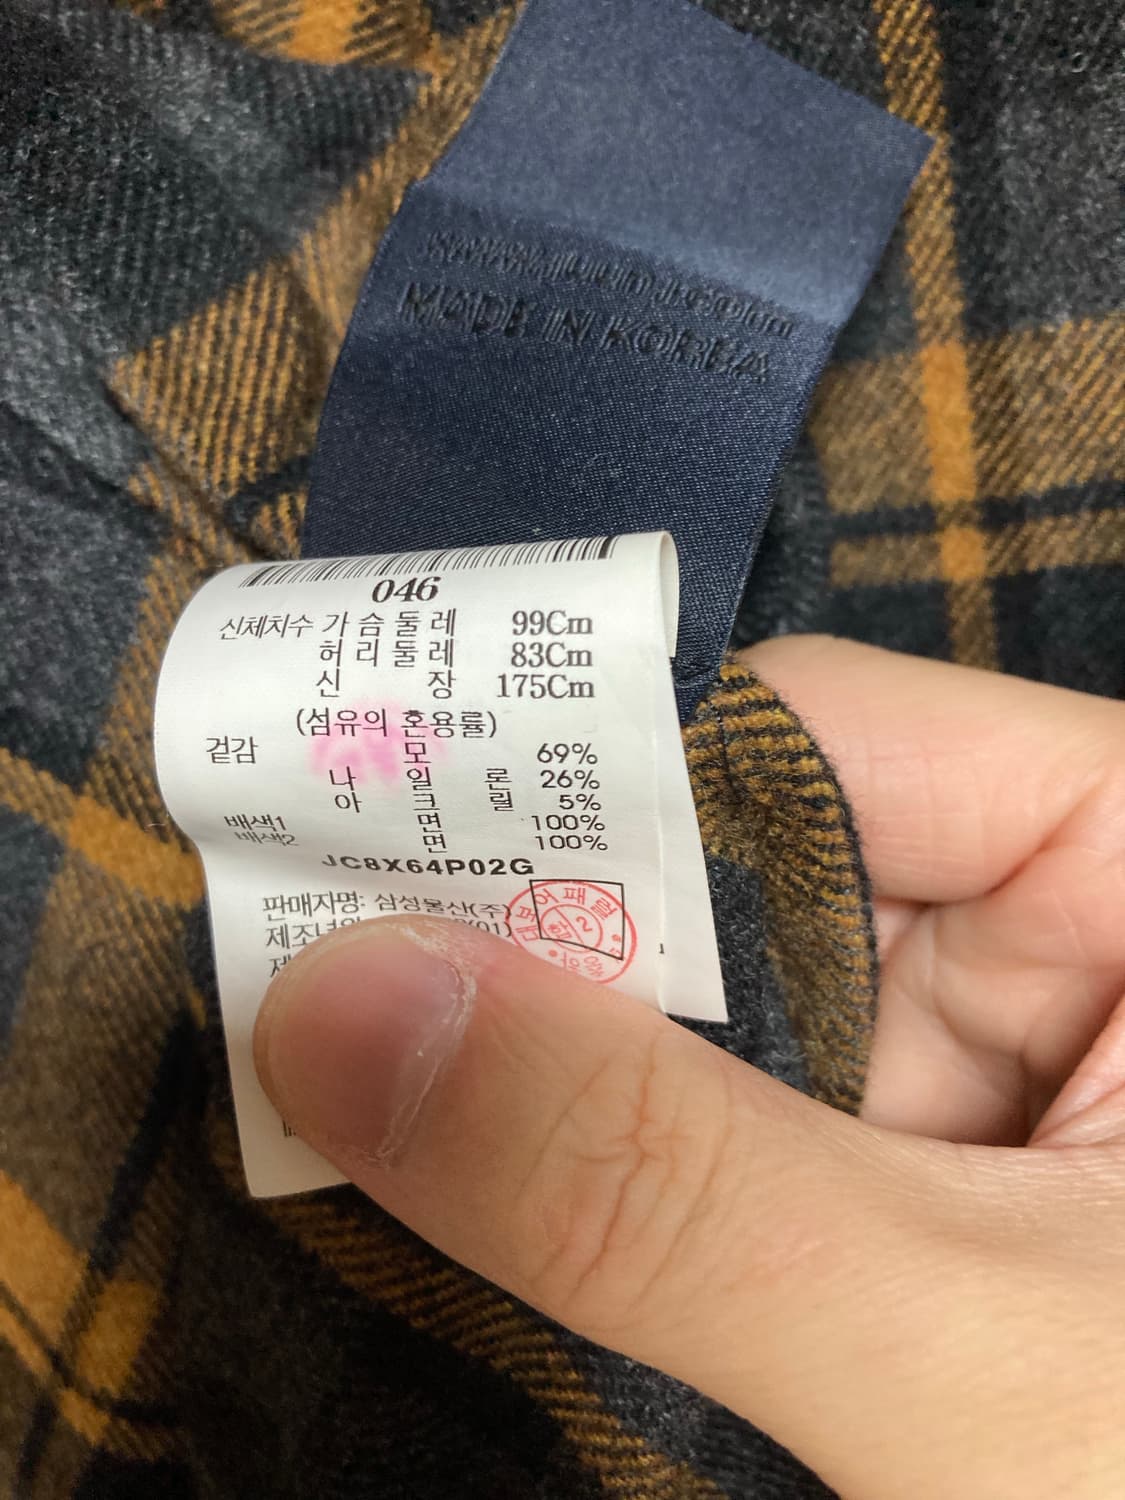 MADE IN KOREA
046
신체치수 가슴둘레 99Cm
허리둘레 83Cm
신장 175Cm
(섬유의 혼용률)
겉감 모 69%
나일론 26%
아크릴 5%
배색1 면 100%
배색2 면 100%
JC8X64P02G
판매자명: 삼성물산(주)